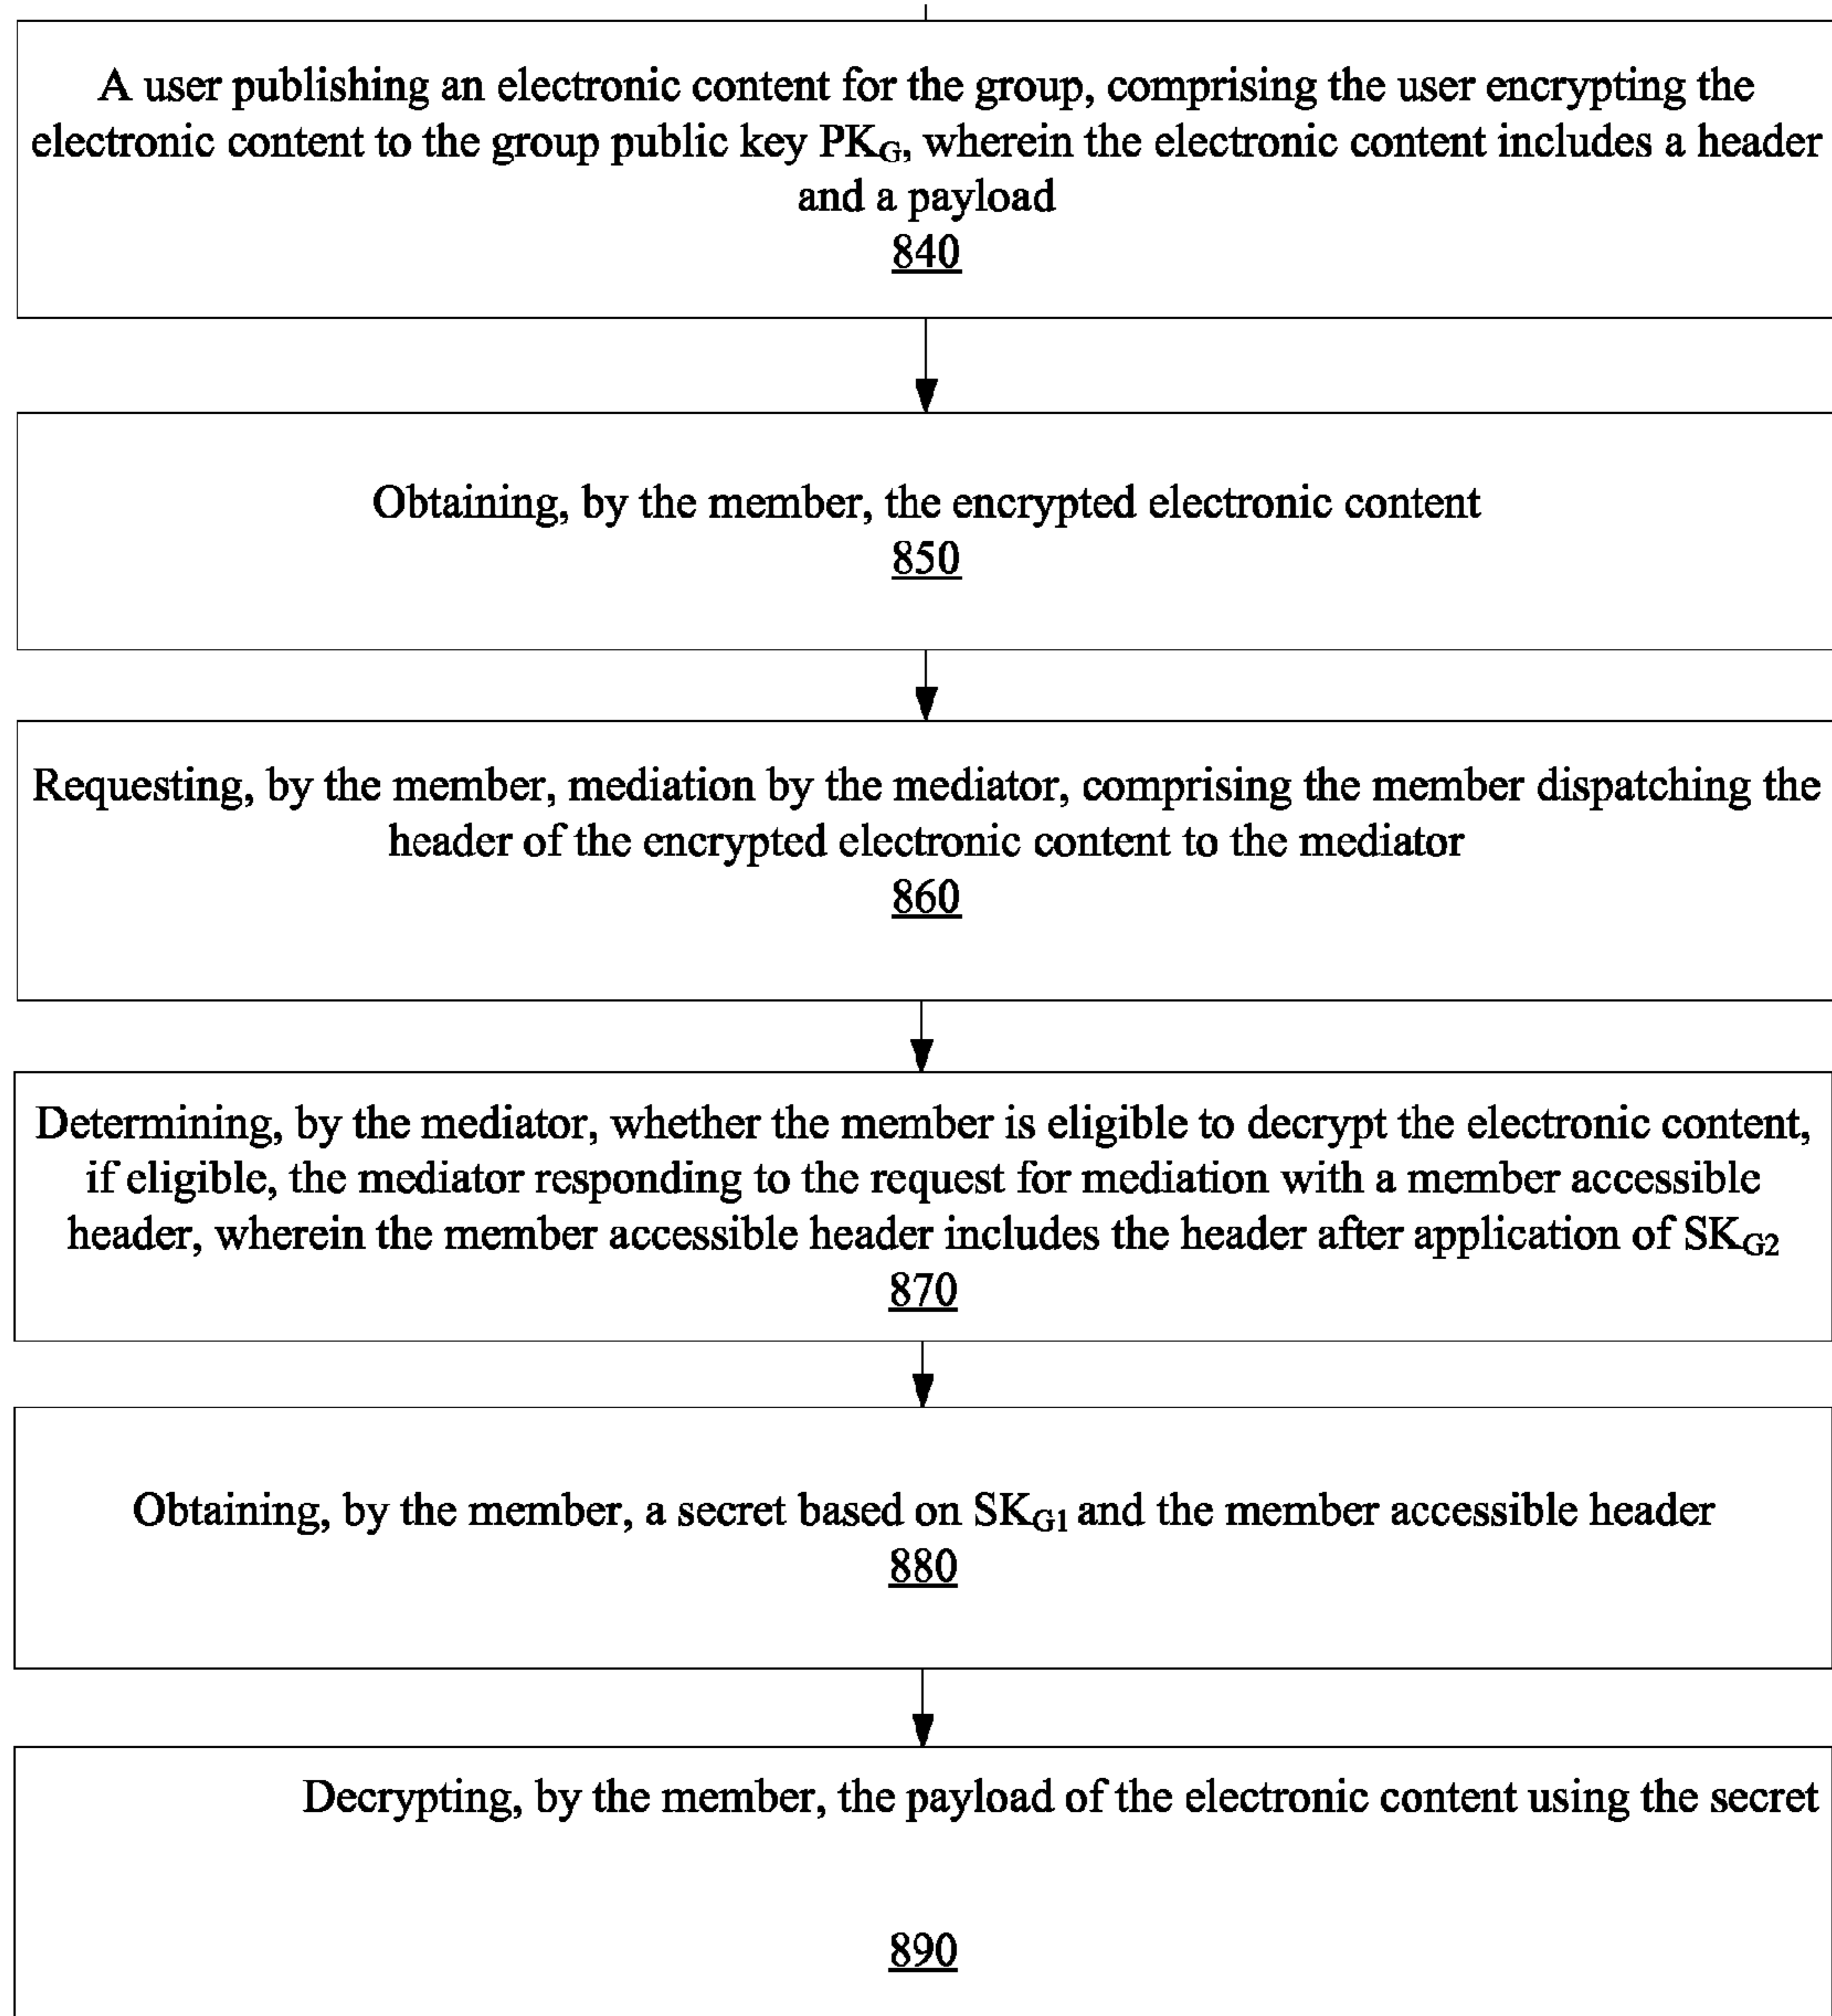 A user publishing an electronic content for the group, comprising the user encrypting the
electronic content to the group public key PKG, wherein the electronic content includes a header
and a payload
840
Obtaining, by the member, the encrypted electronic content
850
Requesting, by the member, mediation by the mediator, comprising the member dispatching the
header of the encrypted electronic content to the mediator
860
Determining, by the mediator, whether the member is eligible to decrypt the electronic content,
if eligible, the mediator responding to the request for mediation with a member accessible
header, wherein the member accessible header includes the header after application of SKG2
870
Obtaining, by the member, a secret based on SKG1 and the member accessible header
880
Decrypting, by the member, the payload of the electronic content using the secret
890